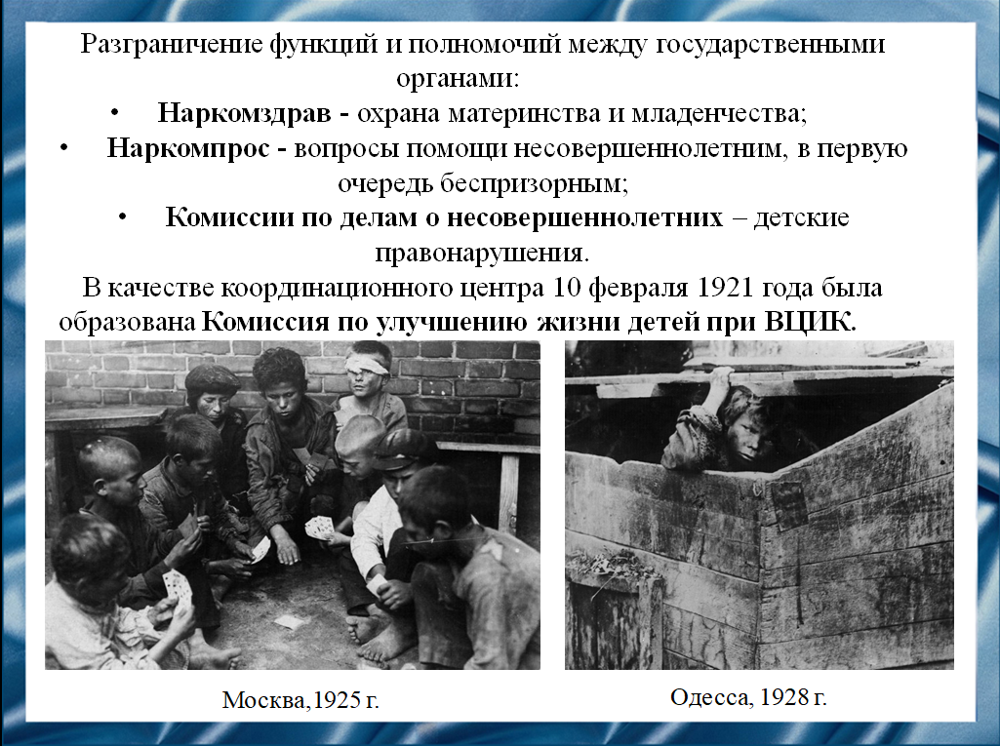 Разграничение функций и полномочий между государственными
органами:
• Наркомздрав - охрана материнства и младенчества;
• Наркомпрос - вопросы помощи несовершеннолетним, в первую
очередь беспризорным;
• Комиссии по делам о несовершеннолетних – детские
правонарушения.
В качестве координационного центра 10 февраля 1921 года была
образована Комиссия по улучшению жизни детей при ВЦИК.
Москва,1925 г.
Одесса, 1928 г.